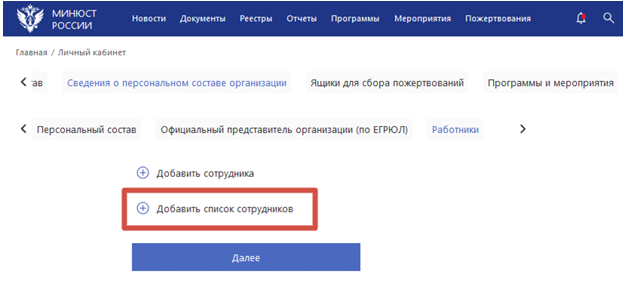 МИНЮСТ
РОССИИ
Новости Документы Реестры Отчеты Программы Мероприятия Пожертвования
Главная / Личный кабинет
тав Сведения о персональном составе организации Ящики для сбора пожертвований Программы и мероприятия
Персональный состав Официальный представитель организации (по ЕГРЮЛ) Работники
Добавить сотрудника
Добавить список сотрудников
Далее